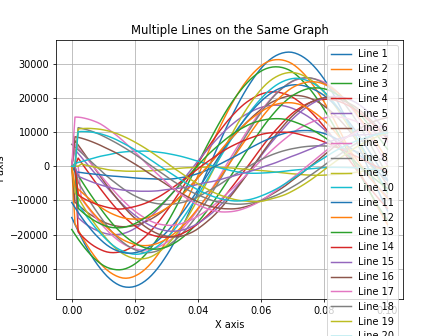 Multiple Lines on the Same Graph
30000
20000
10000
0
−10000
−20000
−30000
0.00
0.02
0.04
0.06
X axis
Line 1
Line 2
Line 3
Line 4
Line 5
Line 6
Line 7
Line 8
Line 9
Line 10
Line 11
Line 12
Line 13
Line 14
Line 15
Line 16
Line 17
Line 18
Line 19